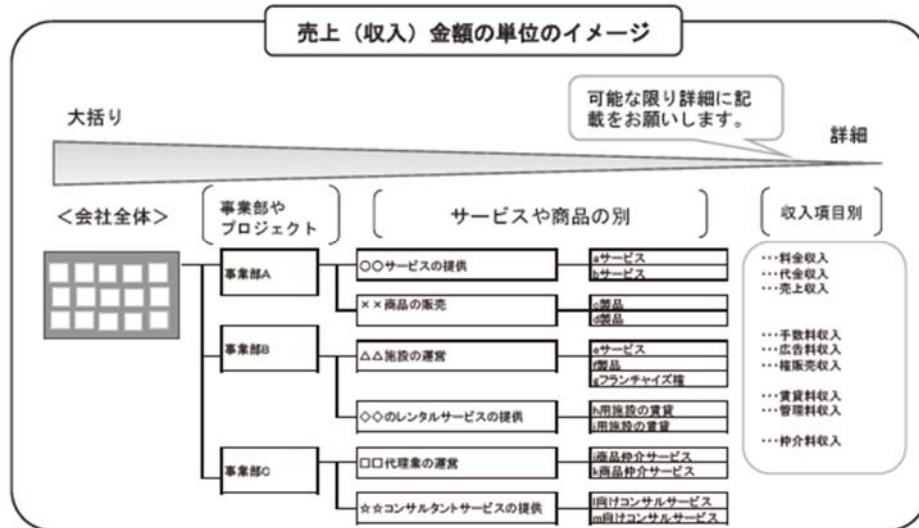 売上（収入）金額の単位のイメージ
大括り
可能な限り詳細に記
載をお願いします。
詳細
＜会社全体＞
事業部や
プロジェクト
サービスや商品の別
収入項目別
事業部A
〇〇サービスの提供
aサービス
bサービス
××商品の販売
c製品
d製品
事業部B
△△施設の運営
eサービス
f製品
gフランチャイズ権
◇◇のレンタルサービスの提供
h用施設の賃貸
i用施設の賃貸
事業部C
□□代理業の運営
j商品仲介サービス
k商品仲介サービス
☆☆コンサルタントサービスの提供
l向けコンサルサービス
m向けコンサルサービス
…料金収入
…代金収入
…売上収入
…手数料収入
…広告料収入
…権販売収入
…賃貸料収入
…管理料収入
…仲介料収入